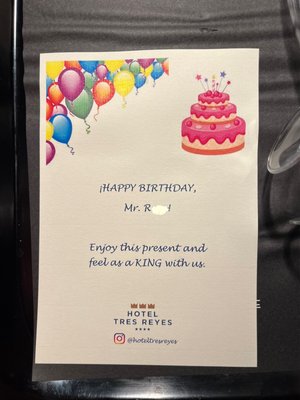 ¡HAPPY BIRTHDAY,
Mr.
Enjoy this present and
feel as a KING with us.
HOTEL
TRES REYES
★★★★
@hoteltresreyes